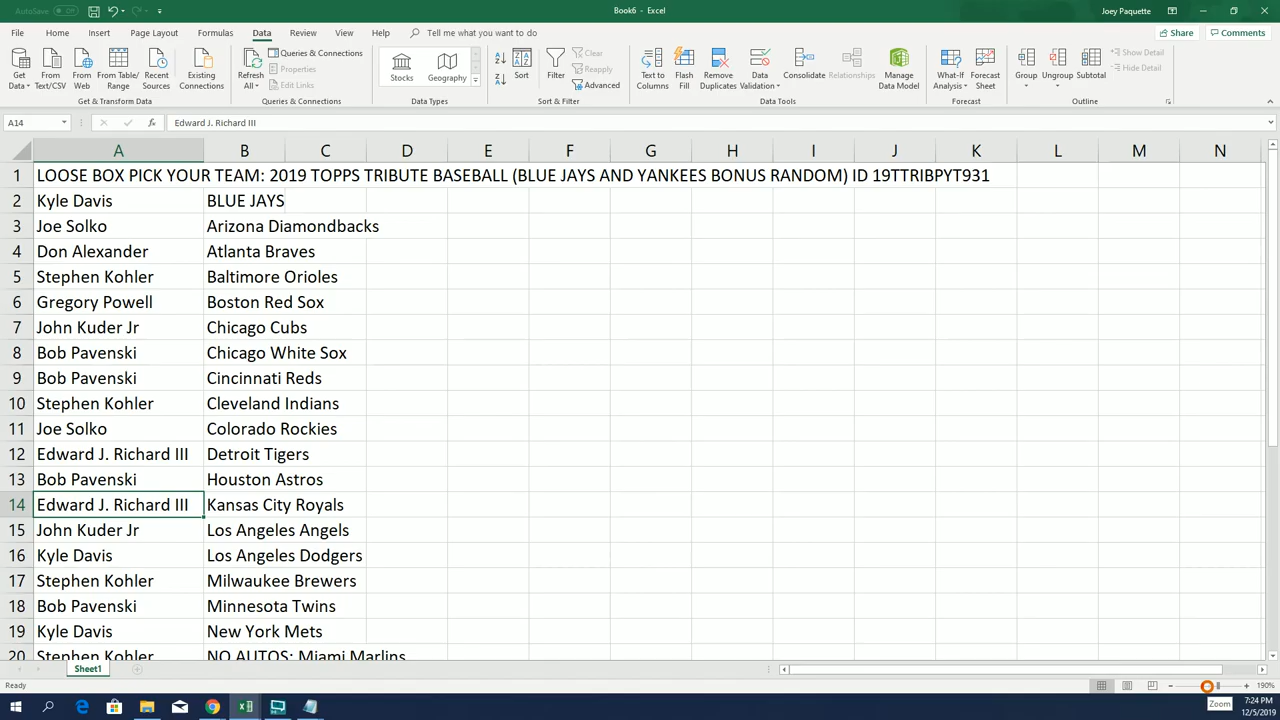 AutoSave Off
Book6 - Excel
Joey Paquette
File Home Insert Page Layout Formulas Data Review View Help Tell me what you want to do
Share Comments
Get Data From Text/CSV From Web From Table/Range Recent Sources Existing Connections
Refresh All Queries & Connections Properties Edit Links
Stocks Geography
Sort Filter Clear Reapply Advanced
Text to Columns Flash Fill Remove Duplicates Data Validation Consolidate Relationships Manage Data Model
What-If Analysis Forecast Sheet Group Ungroup Subtotal Show Detail Hide Detail
Get & Transform Data Queries & Connections Data Types Sort & Filter Data Tools Forecast Outline
A14 fx Edward J. Richard III
A B C D E F G H I J K L M N
1 LOOSE BOX PICK YOUR TEAM: 2019 TOPPS TRIBUTE BASEBALL (BLUE JAYS AND YANKEES BONUS RANDOM) ID 19TTRIBPYT931
2 Kyle Davis BLUE JAYS
3 Joe Solko Arizona Diamondbacks
4 Don Alexander Atlanta Braves
5 Stephen Kohler Baltimore Orioles
6 Gregory Powell Boston Red Sox
7 John Kuder Jr Chicago Cubs
8 Bob Pavenski Chicago White Sox
9 Bob Pavenski Cincinnati Reds
10 Stephen Kohler Cleveland Indians
11 Joe Solko Colorado Rockies
12 Edward J. Richard III Detroit Tigers
13 Bob Pavenski Houston Astros
14 Edward J. Richard III Kansas City Royals
15 John Kuder Jr Los Angeles Angels
16 Kyle Davis Los Angeles Dodgers
17 Stephen Kohler Milwaukee Brewers
18 Bob Pavenski Minnesota Twins
19 Kyle Davis New York Mets
20 Stephen Kohler NO AUTOS: Miami Marlins
Sheet1
Ready
190%
Zoom
7:24 PM
12/5/2019